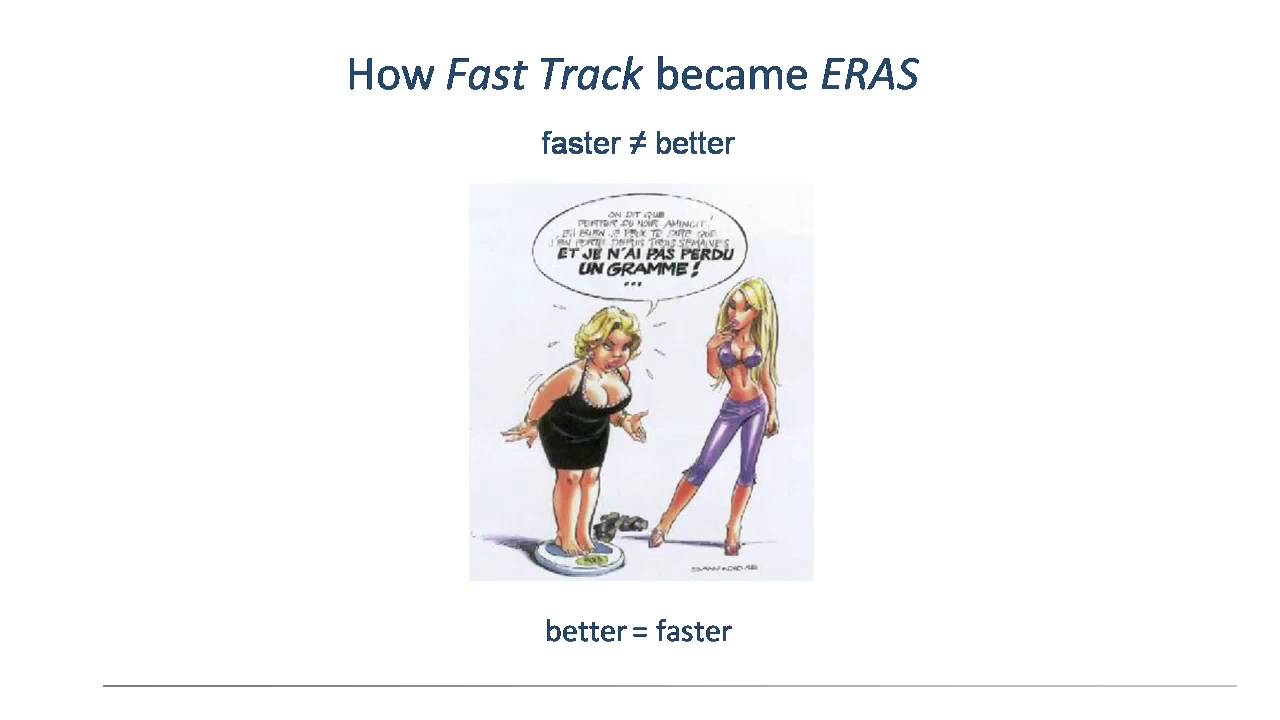 How Fast Track became ERAS
faster ≠ better
ON DIT QUE
PORTER DU NOIR AMINCIT!
EH BIEN JE PEUX TE DIRE QUE
J'EN PORTE DEPUIS TROIS SEMAINES
ET JE N'AI PAS PERDU
UN GRAMME!
...
better = faster